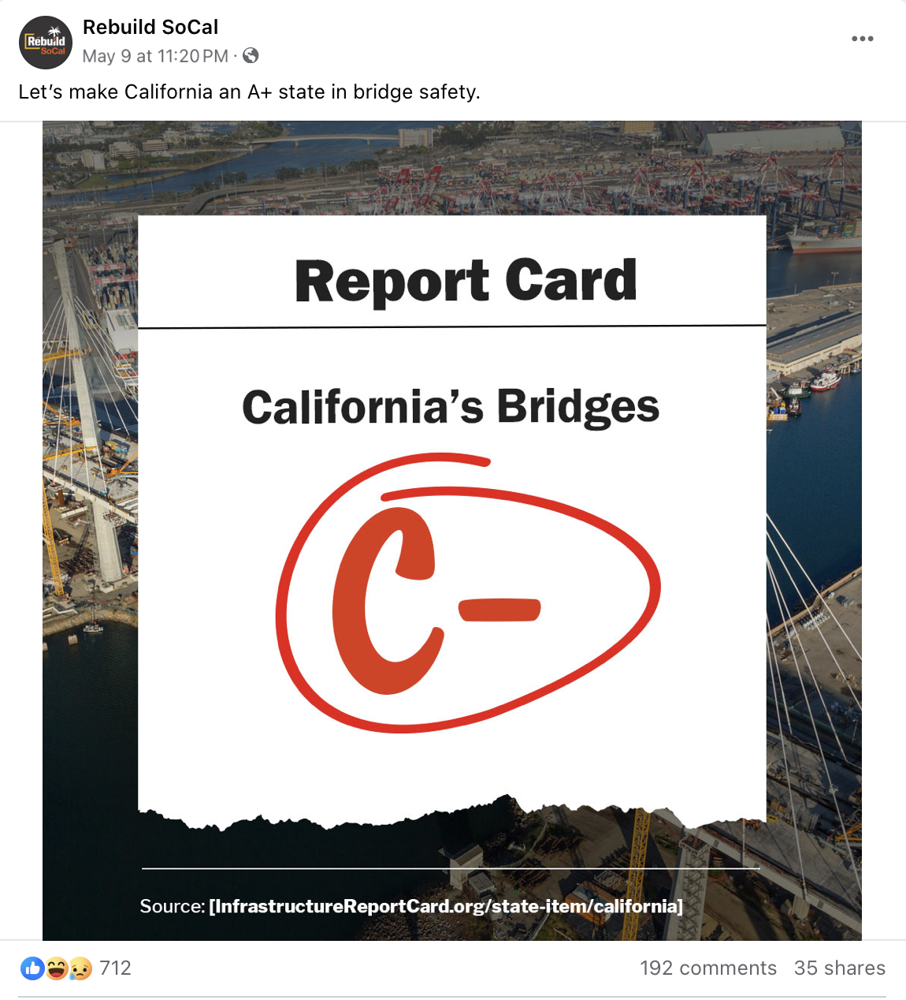 Rebuild SoCal
Rebuild
SoCal
May 9 at 11:20 PM ·
Let's make California an A+ state in bridge safety.
Report Card
California's Bridges
C-
Source: [InfrastructureReportCard.org/state-item/california]
712
192 comments 35 shares